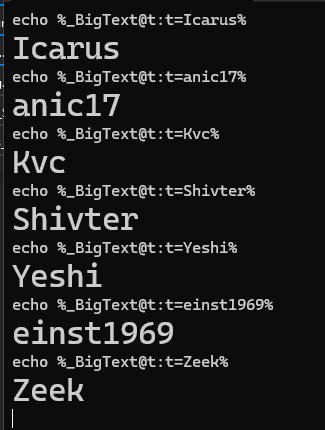 echo %_BigText@t:t=Icarus%
Icarus
echo %_BigText@t:t=anic17%
anic17
echo %_BigText@t:t=Kvc%
Kvc
echo %_BigText@t:t=Shivter%
Shivter
echo %_BigText@t:t=Yeshi%
Yeshi
echo %_BigText@t:t=einst1969%
einst1969
echo %_BigText@t:t=Zeek%
Zeek